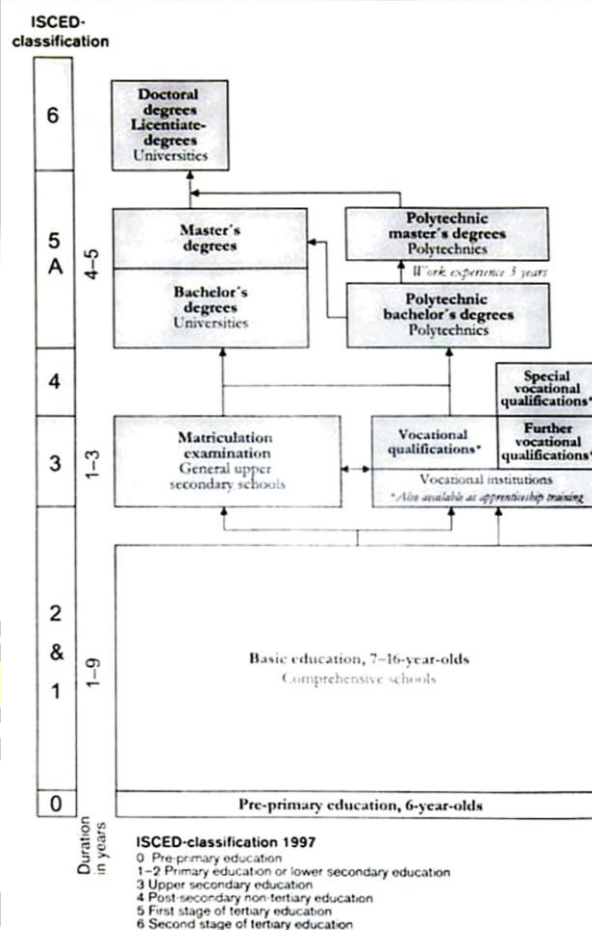 ISCED-
classification
6
Doctoral
degrees
Licentiate-
degrees
Universities
5
A
4–5
Master's
degrees
Bachelor's
degrees
Universities
Polytechnic
master's degrees
Polytechnics
Work experience 3 years
Polytechnic
bachelor's degrees
Polytechnics
4
Special
vocational
qualifications*
3
1–3
Matriculation
examination
General upper
secondary schools
Vocational
qualifications*
Further
vocational
qualifications*
Vocational institutions
*Also available as apprenticeship training
2
&
1
1–9
Basic education, 7–16-year-olds
Comprehensive schools
0
Pre-primary education, 6-year-olds
Duration
in years
ISCED-classification 1997
0 Pre-primary education
1–2 Primary education or lower secondary education
3 Upper secondary education
4 Post-secondary non-tertiary education
5 First stage of tertiary education
6 Second stage of tertiary education